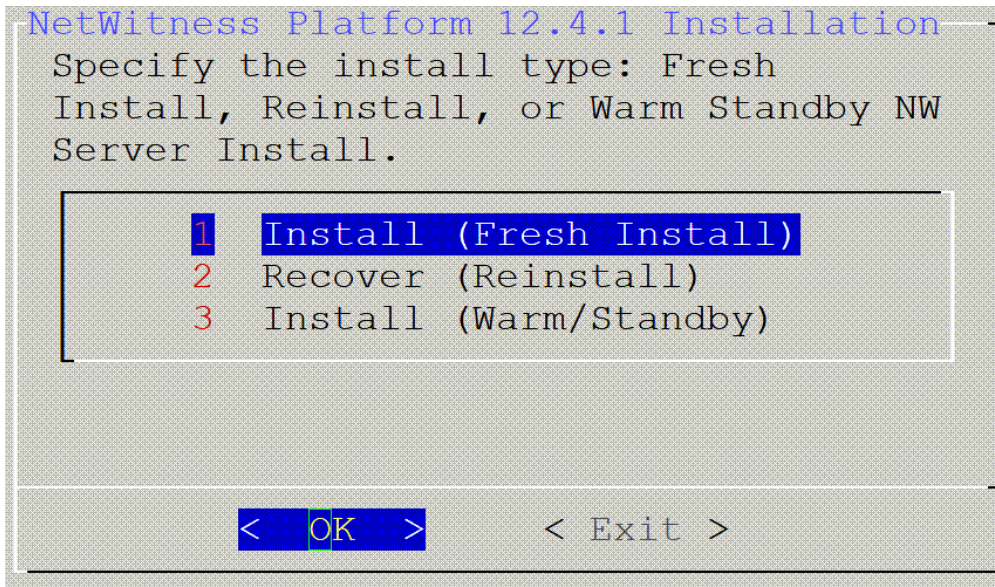 NetWitness Platform 12.4.1 Installation
Specify the install type: Fresh
Install, Reinstall, or Warm Standby NW
Server Install.
1 Install (Fresh Install)
2 Recover (Reinstall)
3 Install (Warm/Standby)
< OK > < Exit >